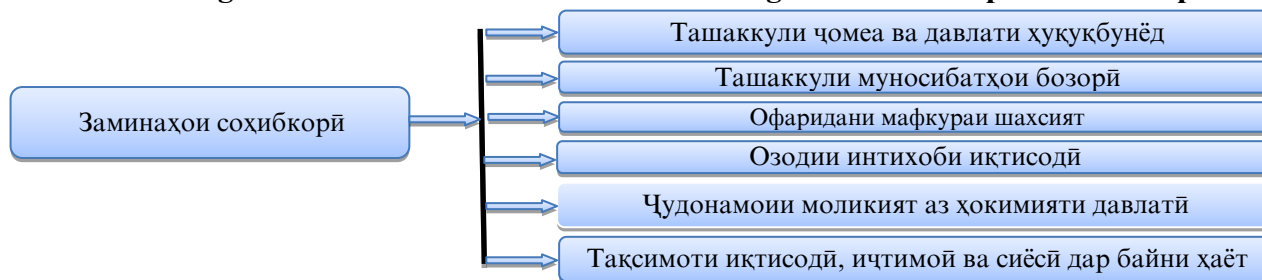 Заминаҳои соҳибкорӣ
Ташаккули ҷомеа ва давлати ҳуқуқбунёд
Ташаккули муносибатҳои бозорӣ
Офаридани мафкураи шахсият
Озодии интихоби иқтисодӣ
Ҷудонамоии моликият аз ҳокимияти давлатӣ
Тақсимоти иқтисодӣ, иҷтимоӣ ва сиёсӣ дар байни ҳаёт